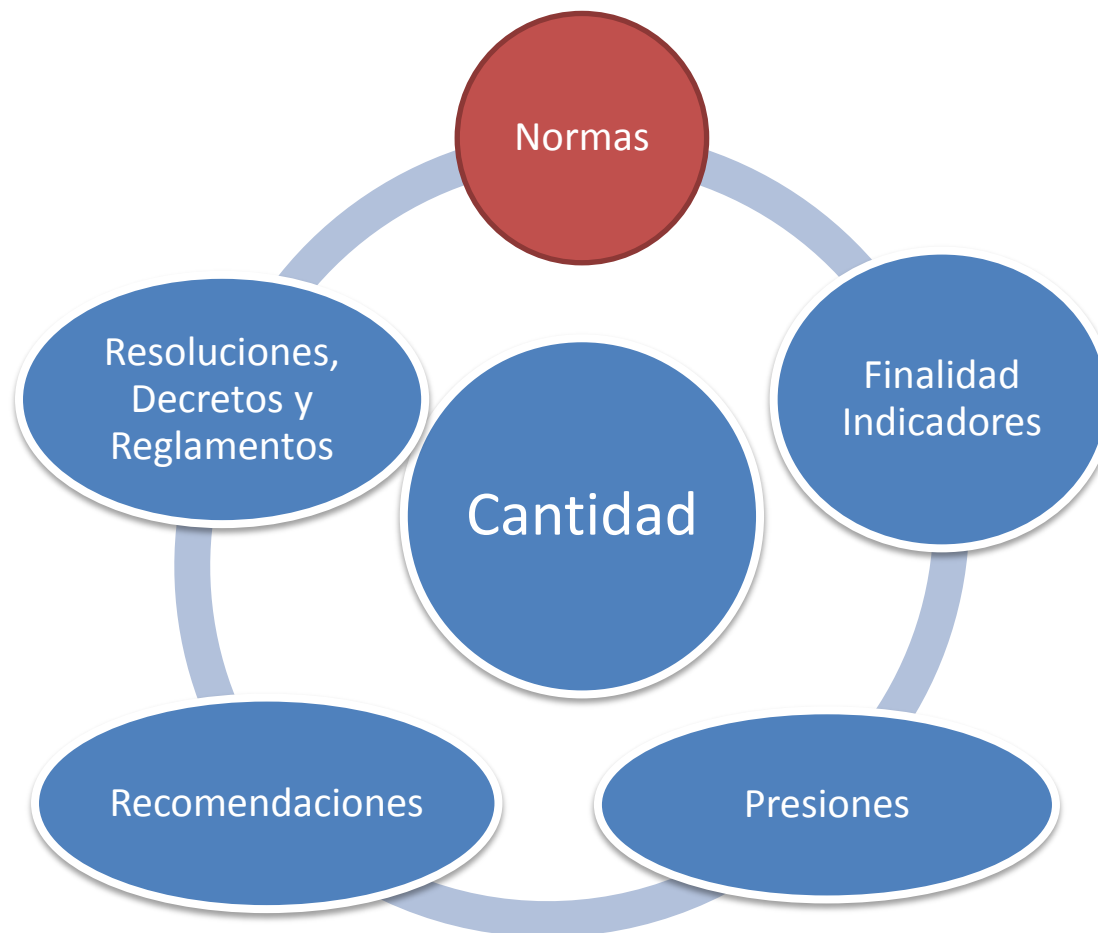 Normas
Resoluciones,
Decretos y
Reglamentos
Finalidad
Indicadores
Cantidad
Recomendaciones
Presiones